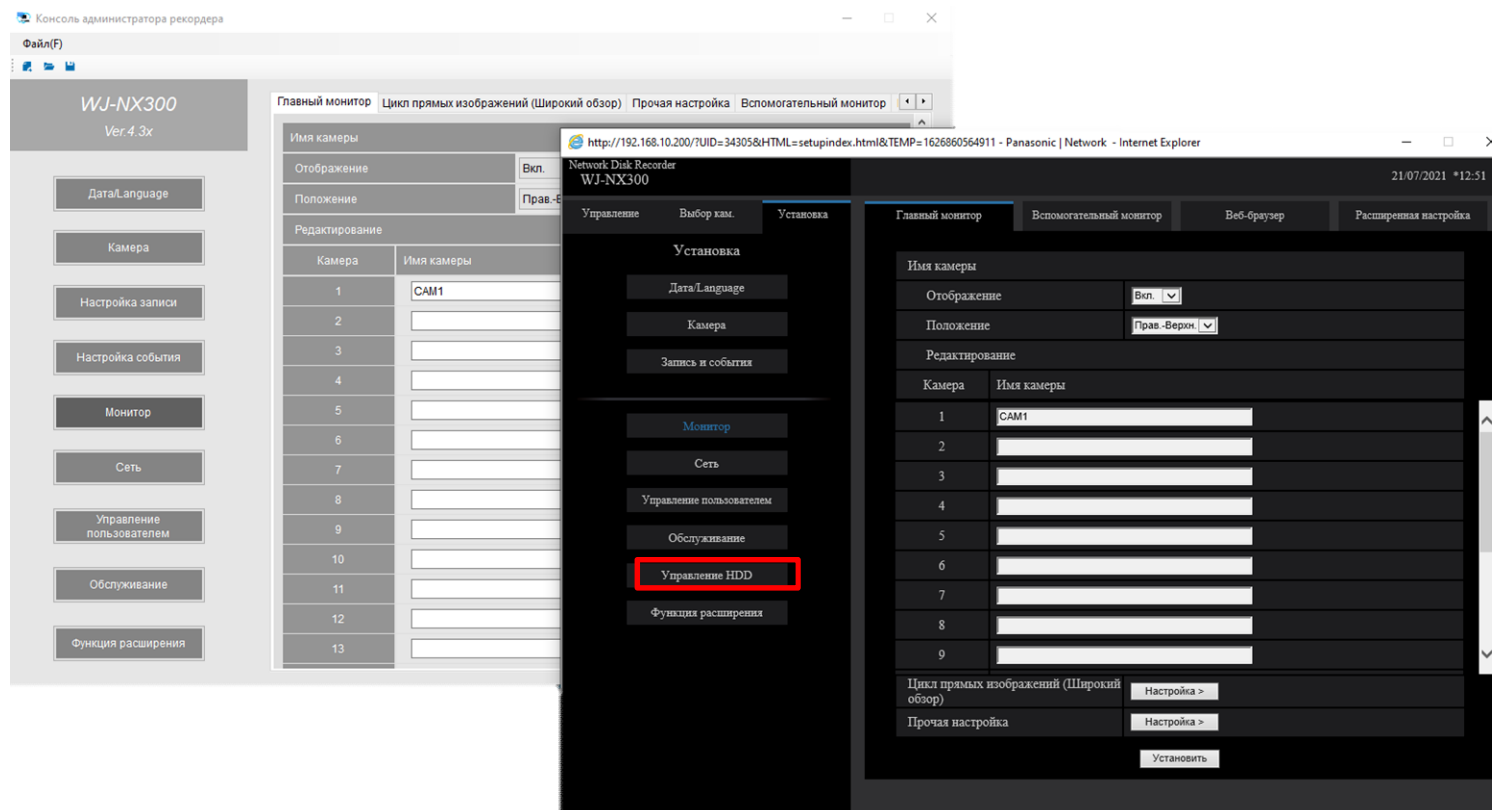 Консоль администратора рекордера
Файл(F)
WJ-NX300
Ver.4.3x
Дата/Language
Камера
Настройка записи
Настройка события
Монитор
Сеть
Управление
пользователем
Обслуживание
Функция расширения
Главный монитор Цикл прямых изображений (Широкий обзор) Прочая настройка Вспомогательный монитор
Имя камеры
Отображение Вкл.
Положение
Редактирование
Камера Имя камеры
1 CAM1
2
3
4
5
6
7
8
9
10
11
12
13
http://192.168.10.200/?UID=34305&HTML=setupindex.html&TEMP=1626860564911 - Panasonic | Network - Internet Explorer
Network Disk Recorder
WJ-NX300
21/07/2021 *12:51
Управление Выбор кам. Установка
Установка
Дата/Language
Камера
Запись и события
Монитор
Сеть
Управление пользователем
Обслуживание
Управление HDD
Функция расширения
Главный монитор Вспомогательный монитор Веб-браузер Расширенная настройка
Имя камеры
Отображение Вкл.
Положение Прав.-Верхн.
Редактирование
Камера Имя камеры
1 CAM1
2
3
4
5
6
7
8
9
Цикл прямых изображений (Широкий
обзор) Настройка >
Прочая настройка Настройка >
Установить